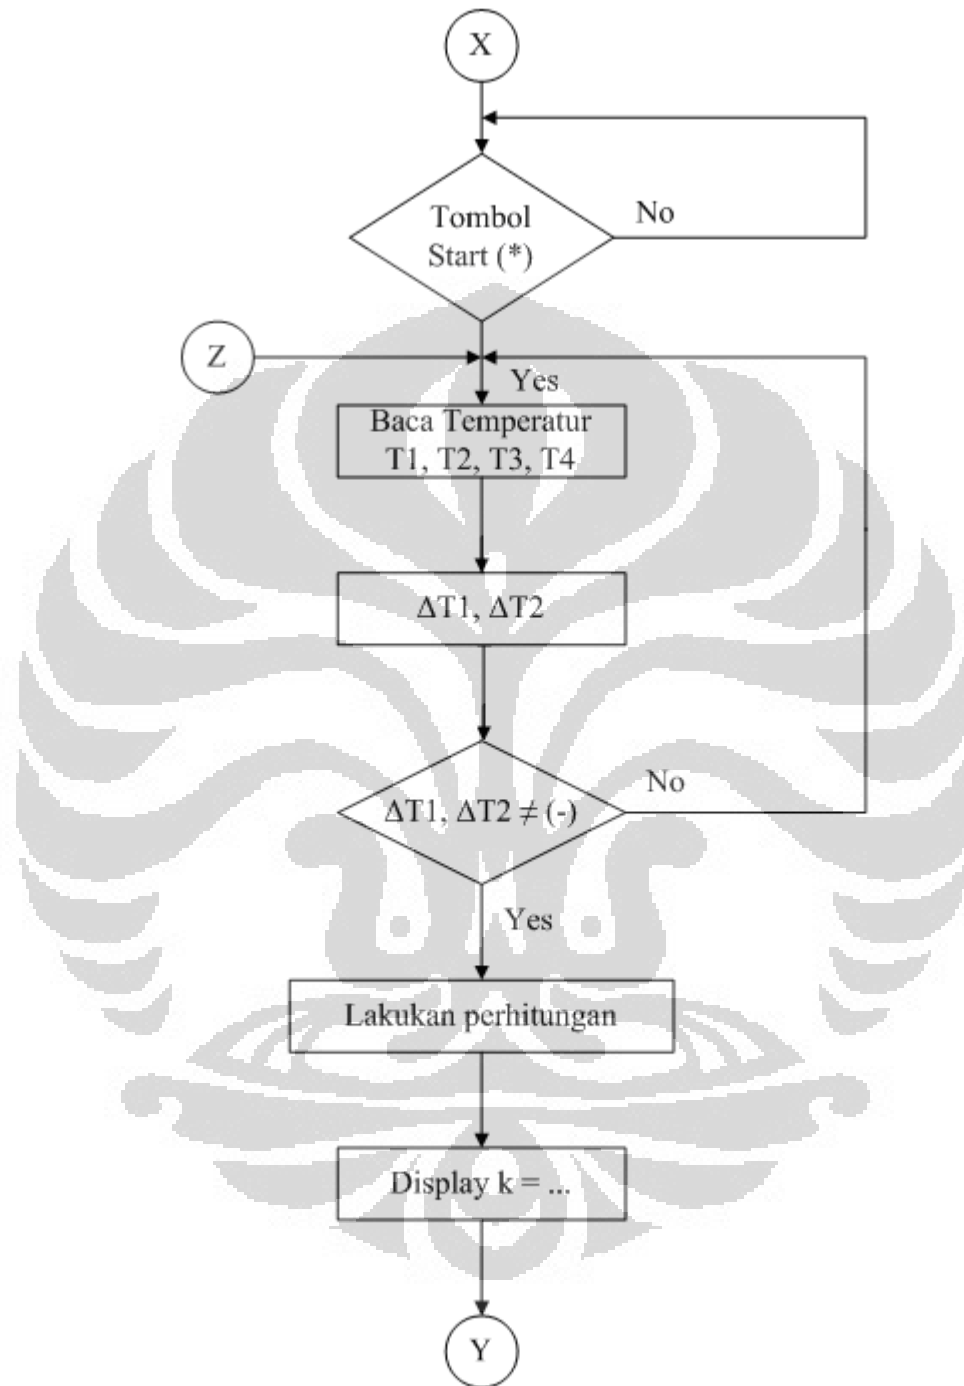 X
Tombol
Start (*)
No
Z
Yes
Baca Temperatur
T1, T2, T3, T4
ΔT1, ΔT2
ΔT1, ΔT2 ≠ (-)
No
Yes
Lakukan perhitungan
Display k = ...
Y